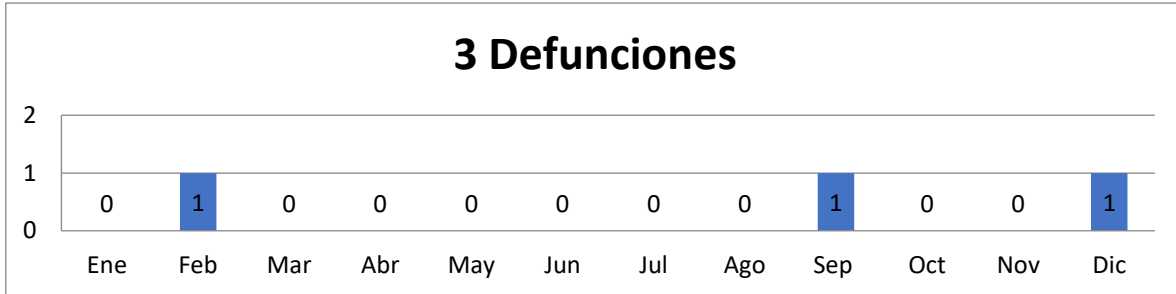 3 Defunciones
2
1
0
0 1 0 0 0 0 0 0 1 0 0 1
Ene Feb Mar Abr May Jun Jul Ago Sep Oct Nov Dic